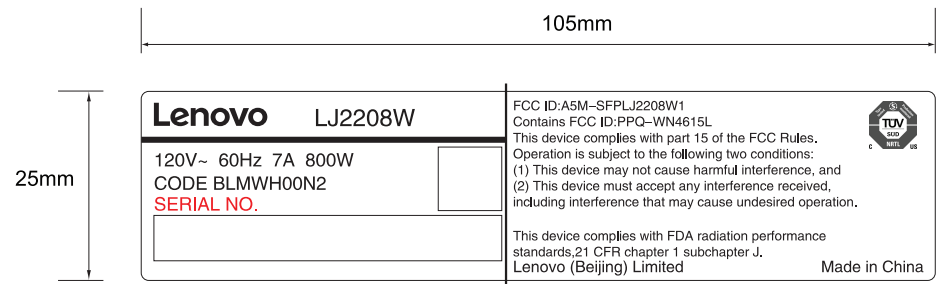 105mm
25mm
Lenovo LJ2208W
120V~ 60Hz 7A 800W
CODE BLMWH00N2
SERIAL NO.
FCC ID:A5M–SFPLJ2208W1
Contains FCC ID:PPQ–WN4615L
This device complies with part 15 of the FCC Rules.
Operation is subject to the following two conditions:
(1) This device may not cause harmful interference, and
(2) This device must accept any interference received,
including interference that may cause undesired operation.
This device complies with FDA radiation performance
standards,21 CFR chapter 1 subchapter J.
Lenovo (Beijing) Limited Made in China
TÜV
SÜD
C NRTL US